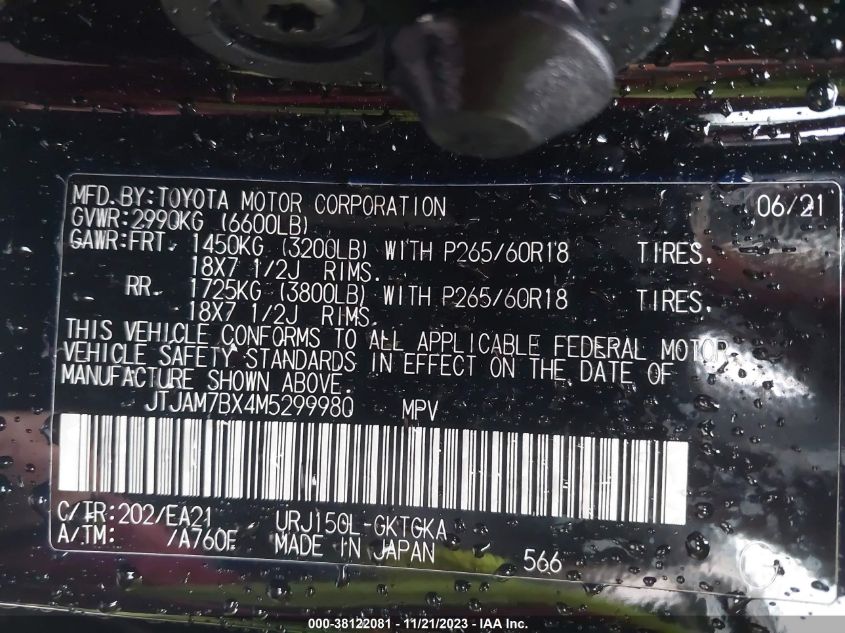 MFD.BY:TOYOTA MOTOR CORPORATION 06/21
GVWR:2990KG (6600LB)
GAWR:FRT. 1450KG (3200LB) WITH P265/60R18 TIRES,
18X7 1/2J RIMS.
RR. 1725KG (3800LB) WITH P265/60R18 TIRES,
18X7 1/2J RIMS.
THIS VEHICLE CONFORMS TO ALL APPLICABLE FEDERAL MOTOR
VEHICLE SAFETY STANDARDS IN EFFECT ON THE DATE OF
MANUFACTURE SHOWN ABOVE.
JTJAM7BX4M5299980 MPV
C/TR:202/EA21 URJ150L-GKTGKA
A/TM: /A760F MADE IN JAPAN 566
000-38122081 - 11/21/2023 - IAA Inc.